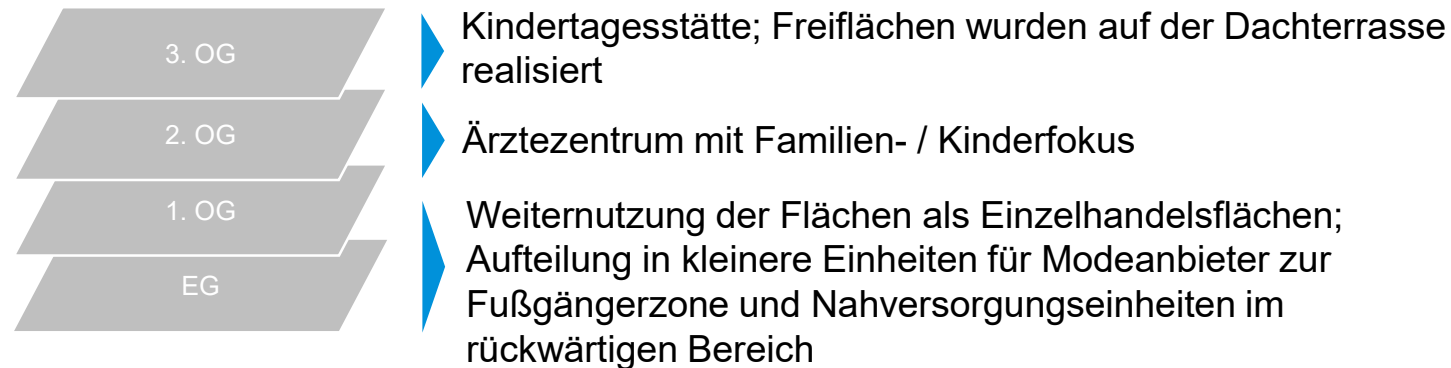 3. OG
Kindertagesstätte; Freiflächen wurden auf der Dachterrasse
realisiert
2. OG
Ärztezentrum mit Familien- / Kinderfokus
1. OG
EG
Weiternutzung der Flächen als Einzelhandelsflächen;
Aufteilung in kleinere Einheiten für Modeanbieter zur
Fußgängerzone und Nahversorgungseinheiten im
rückwärtigen Bereich